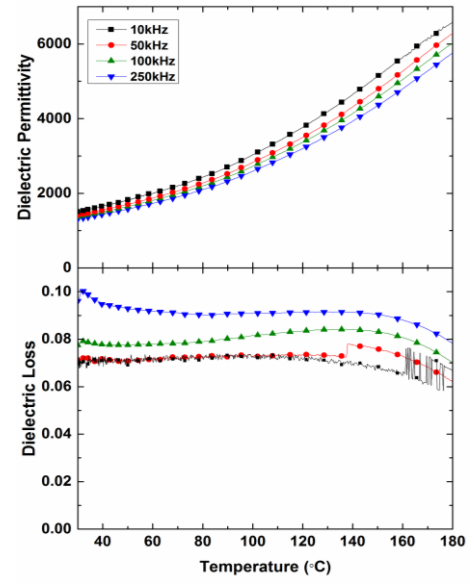 10kHz
50kHz
100kHz
250kHz
6000
4000
2000
0
Dielectric Permittivity
0.10
0.08
0.06
0.04
0.02
0.00
Dielectric Loss
40 60 80 100 120 140 160 180
Temperature (◦C)